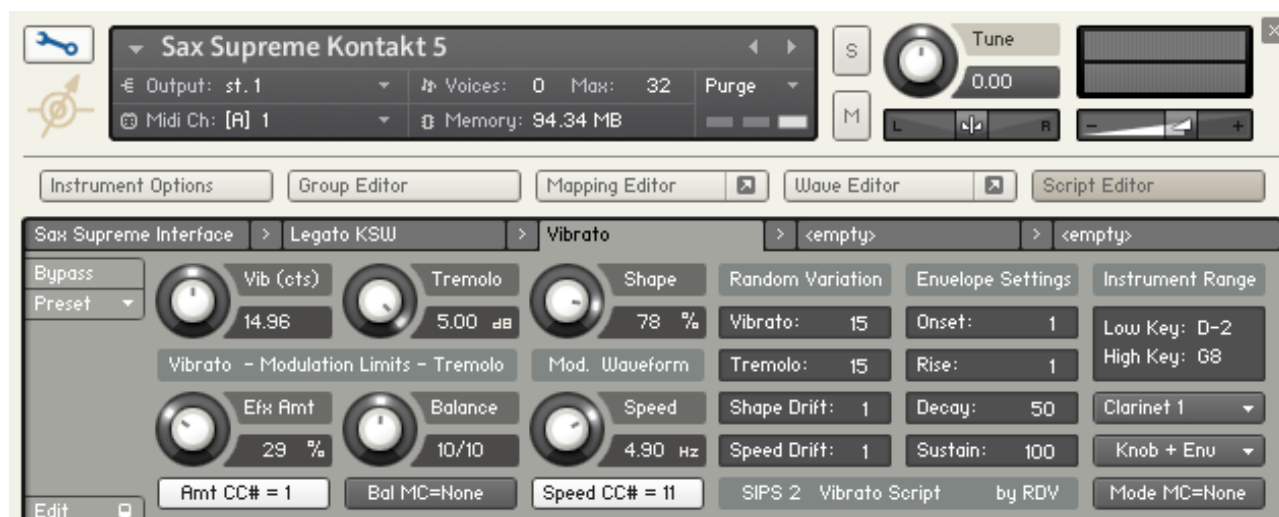 Sax Supreme Kontakt 5
Output: st. 1 Voices: 0 Max: 32 Purge
Midi Ch: [A] 1 Memory: 94.34 MB
S
M
Tune
0.00
L R
- +
Instrument Options Group Editor Mapping Editor Wave Editor Script Editor
Sax Supreme Interface > Legato KSW > Vibrato > <empty> > <empty>
Bypass
Preset
Vib (cts) Tremolo Shape Random Variation Envelope Settings Instrument Range
14.96 5.00 dB 78 % Vibrato: 15 Onset: 1 Low Key: D-2
Vibrato - Modulation Limits - Tremolo Mod. Waveform Tremolo: 15 Rise: 1 High Key: G8
Efx Amt Balance Speed Shape Drift: 1 Decay: 50 Clarinet 1
29 % 10/10 4.90 Hz Speed Drift: 1 Sustain: 100 Knob + Env
Amt CC# = 1 Bal MC=None Speed CC# = 11 SIPS 2 Vibrato Script by RDV Mode MC=None
Edit